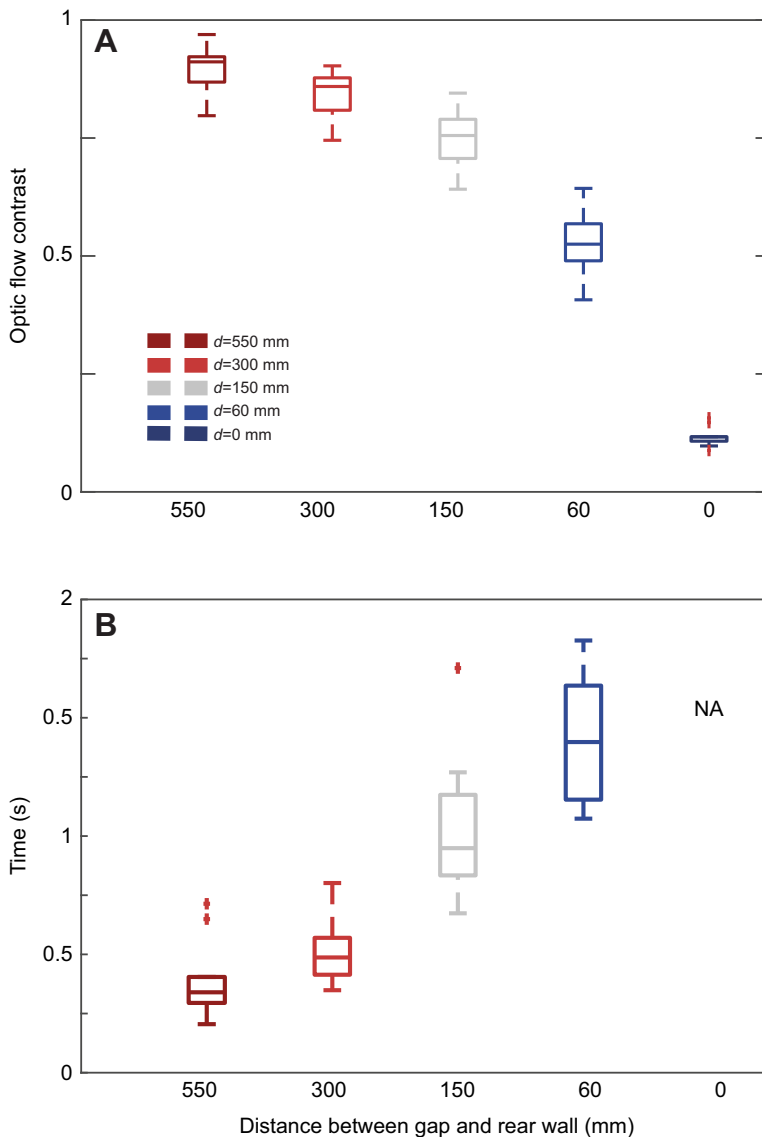 1
A
Optic flow contrast
0.5
d=550 mm
d=300 mm
d=150 mm
d=60 mm
d=0 mm
0
550 300 150 60 0
2
B
0.5
NA
Time (s)
1
0.5
0
550 300 150 60 0
Distance between gap and rear wall (mm)